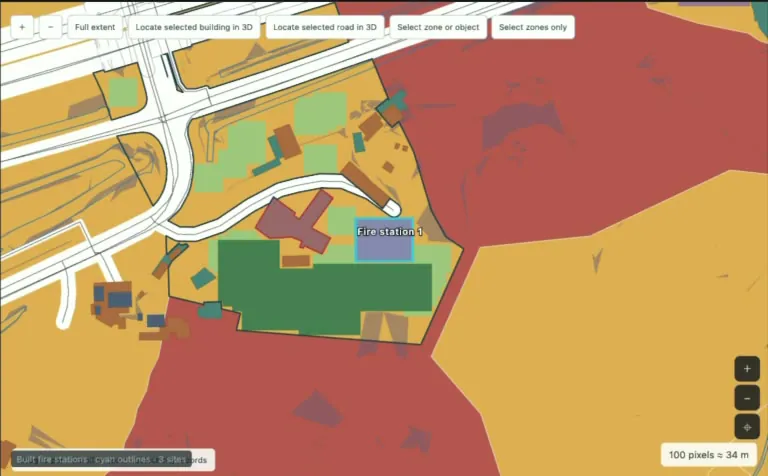 +
−
Full extent
Locate selected building in 3D
Locate selected road in 3D
Select zone or object
Select zones only
Fire station 1
+
−
100 pixels ≈ 34 m
Built fire stations · cyan outlines · 3 sites